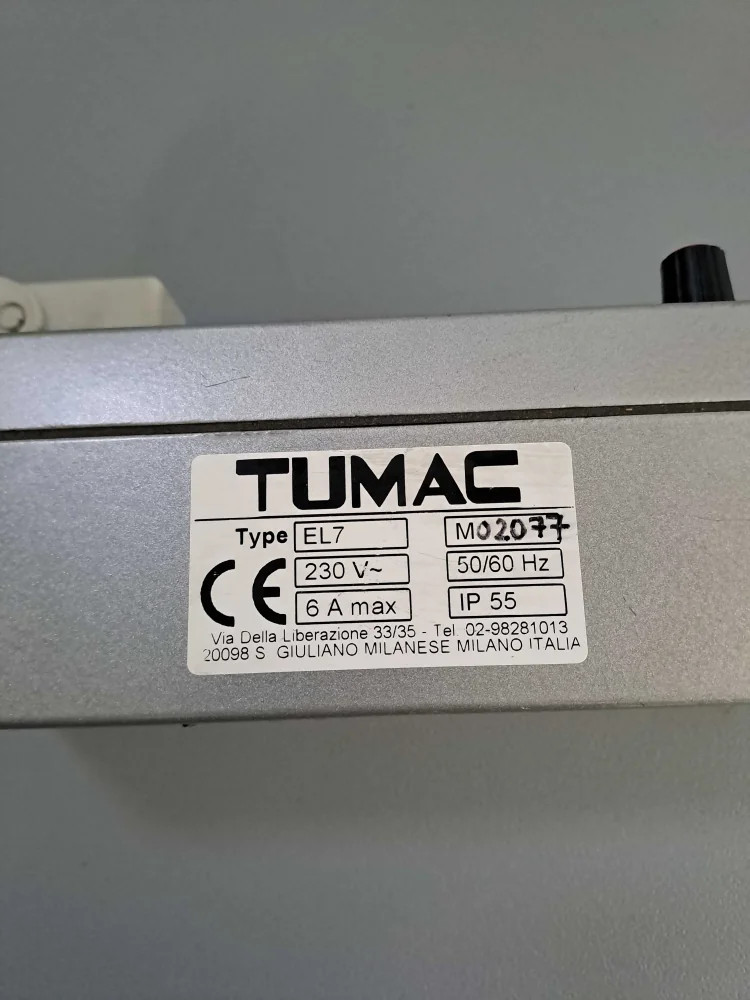 TUMAC
Type EL7 M02077
CE 230 V~ 50/60 Hz
6 A max IP 55
Via Della Liberazione 33/35 - Tel. 02-98281013
20098 S. GIULIANO MILANESE MILANO ITALIA